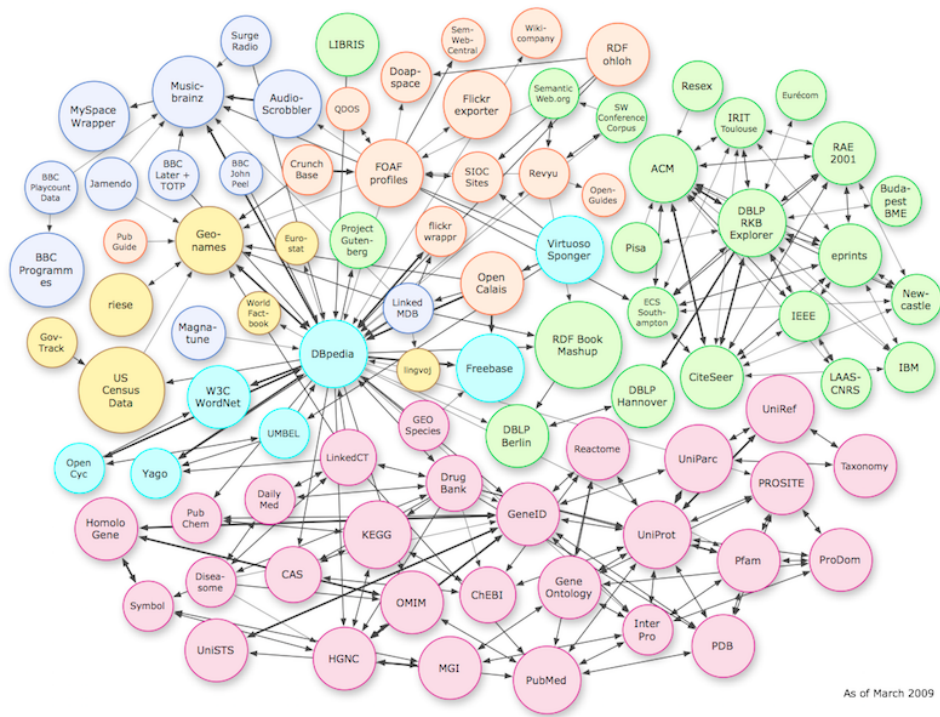 Surge
Radio
LIBRIS
Sem-
Web-
Central
Wiki-
company
RDF
ohloh
Music-
brainz
Doap-
space
MySpace
Wrapper
Audio-
Scrobbler
QDOS
Flickr
exporter
Semantic
Web.org
SW
Conference
Corpus
Resex
Eurécom
IRIT
Toulouse
RAE
2001
ACM
BBC
Playcount
Data
Jamendo
BBC
Later +
TOTP
BBC
John
Peel
Crunch
Base
FOAF
profiles
SIOC
Sites
Revyu
Open-
Guides
DBLP
RKB
Explorer
Buda-
pest
BME
Pub
Guide
Geo-
names
Euro-
stat
Project
Guten-
berg
flickr
wrappr
Virtuoso
Sponger
Pisa
eprints
BBC
Programm
es
riese
World
Fact-
book
Linked
MDB
Open
Calais
ECS
South-
ampton
IEEE
New-
castle
Gov-
Track
Magna-
tune
DBpedia
lingvoj
Freebase
RDF Book
Mashup
CiteSeer
LAAS-
CNRS
IBM
US
Census
Data
W3C
WordNet
UMBEL
GEO
Species
DBLP
Hannover
DBLP
Berlin
UniRef
Open
Cyc
Yago
LinkedCT
Reactome
UniParc
Taxonomy
PROSITE
Daily
Med
Drug
Bank
Homolo
Gene
Pub
Chem
KEGG
GeneID
UniProt
Pfam
ProDom
Disea-
some
CAS
Symbol
OMIM
ChEBI
Gene
Ontology
Inter
Pro
UniSTS
HGNC
MGI
PubMed
PDB
As of March 2009